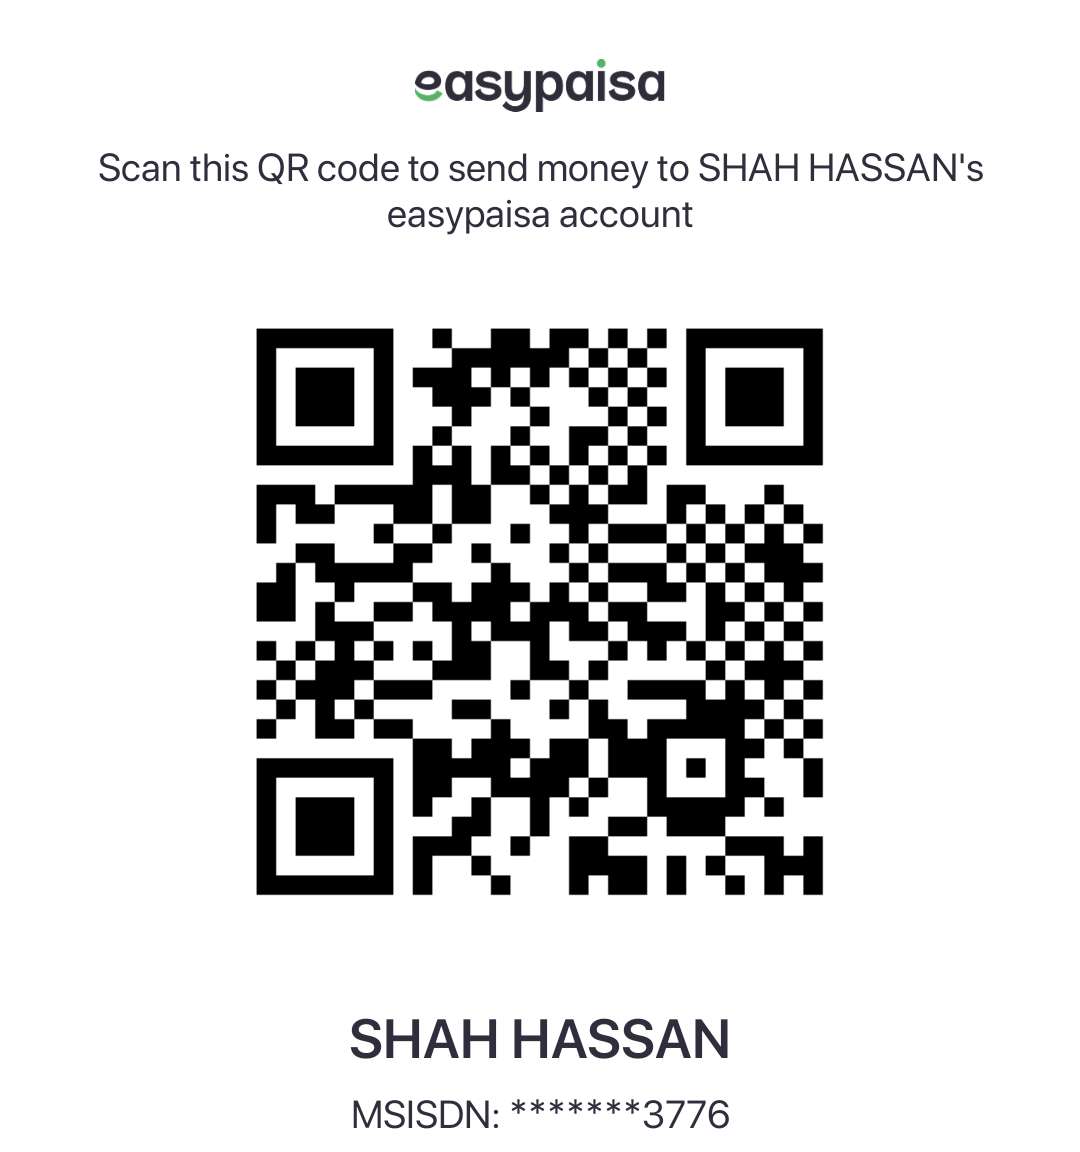 easypaisa
Scan this QR code to send money to SHAH HASSAN's
easypaisa account
SHAH HASSAN
MSISDN: *******3776